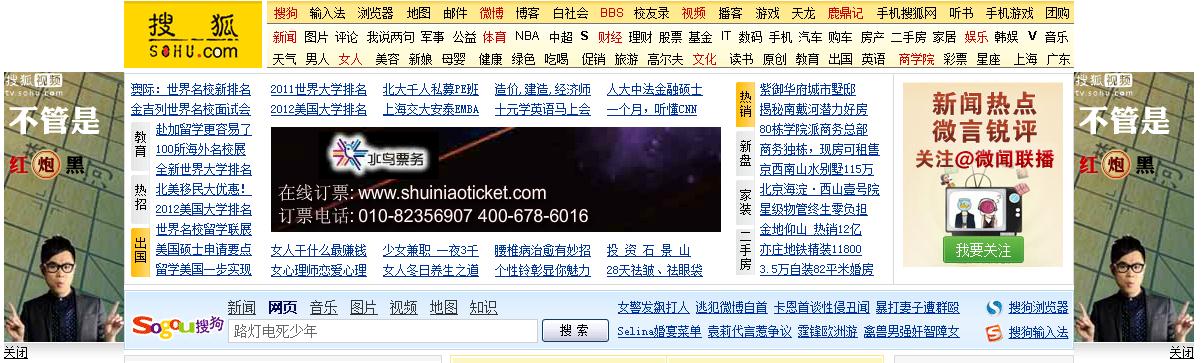 搜狐
SOHU.com
搜狗 输入法 浏览器 地图 邮件 微博 博客 白社会 BBS 校友录 视频 播客 游戏 天龙 鹿鼎记 手机搜狐网 听书 手机游戏 团购
新闻 图片 评论 我说两句 军事 公益 体育 NBA 中超 S 财经 理财 股票 基金 IT 数码 手机 汽车 购车 房产 二手房 家居 娱乐 韩娱 V 音乐
天气 男人 女人 美容 新娘 母婴 健康 绿色 吃喝 促销 旅游 高尔夫 文化 读书 原创 教育 出国 英语 商学院 彩票 星座 上海 广东
搜狐视频
tv.sohu.com
不管是
红 炮 黑
关闭
澳际：世界名校新排名
金吉列世界名校面试会
教育
赴加留学更容易了
100所海外名校展
全新世界大学排名
热招
北美移民大优惠!
2012美国大学排名
世界名校留学联展
出国
美国硕士申请要点
留学美国一步实现
2011世界大学排名 北大千人私募PE班 造价,建造,经济师 人大中法金融硕士
2012美国大学排名 上海交大安泰EMBA 十元学英语马上会 一个月，听懂CNN
水鸟票务
在线订票: www.shuiniaoticket.com
订票电话: 010-82356907 400-678-6016
女人干什么最赚钱 少女兼职 一夜3千 腰椎病治愈有妙招 投 资 石 景 山
女心理师恋爱心理 女人冬日养生之道 个性铃彰显你魅力 28天祛皱、祛眼袋
热销
紫御华府城市墅邸
揭秘南戴河潜力好房
80栋学院派商务总部
新盘
商务独栋，现房可租售
京西南山水别墅115万
家装
北京海淀·西山壹号院
星级物管终生零负担
金地仰山 热销12亿
二手房
亦庄地铁精装11800
3.5万自装82平米婚房
新闻热点
微言锐评
关注@微闻联播
我要关注
搜狐视频
tv.sohu.com
不管是
红 炮 黑
关闭
Sogou搜狗
新闻 网页 音乐 图片 视频 地图 知识
路灯电死少年
搜 索
女警发飙打人 逃犯微博自首 卡恩首谈性侵丑闻 暴打妻子遭群殴
Selina婚宴菜单 袁莉代言惹争议 霆锋欧洲游 禽兽男强奸智障女
搜狗浏览器
搜狗输入法